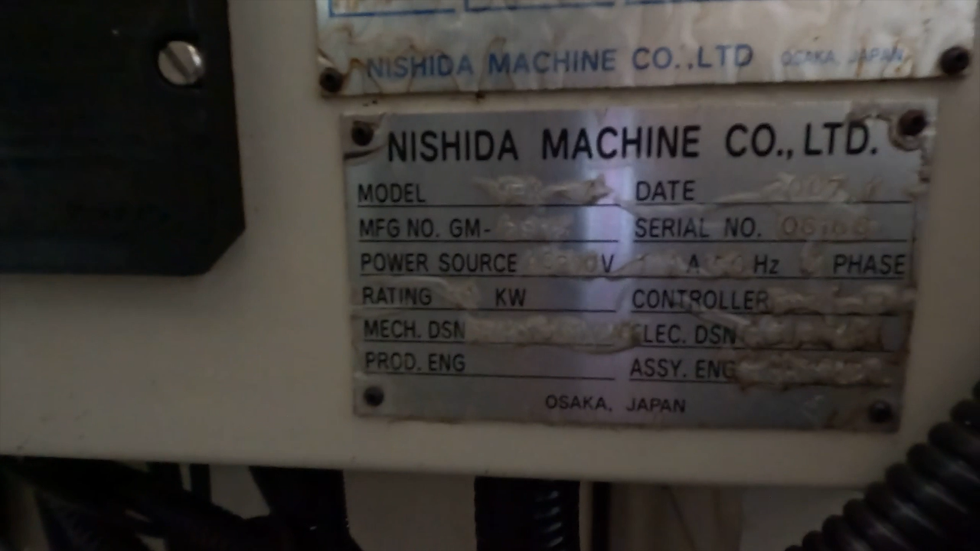 NISHIDA MACHINE CO.,LTD OSAKA, JAPAN
NISHIDA MACHINE CO., LTD.
MODEL DATE 2007
MFG NO. GM- SERIAL NO.
POWER SOURCE V A Hz PHASE
RATING KW CONTROLLER
MECH. DSN ELEC. DSN
PROD. ENG ASSY. ENG
OSAKA, JAPAN